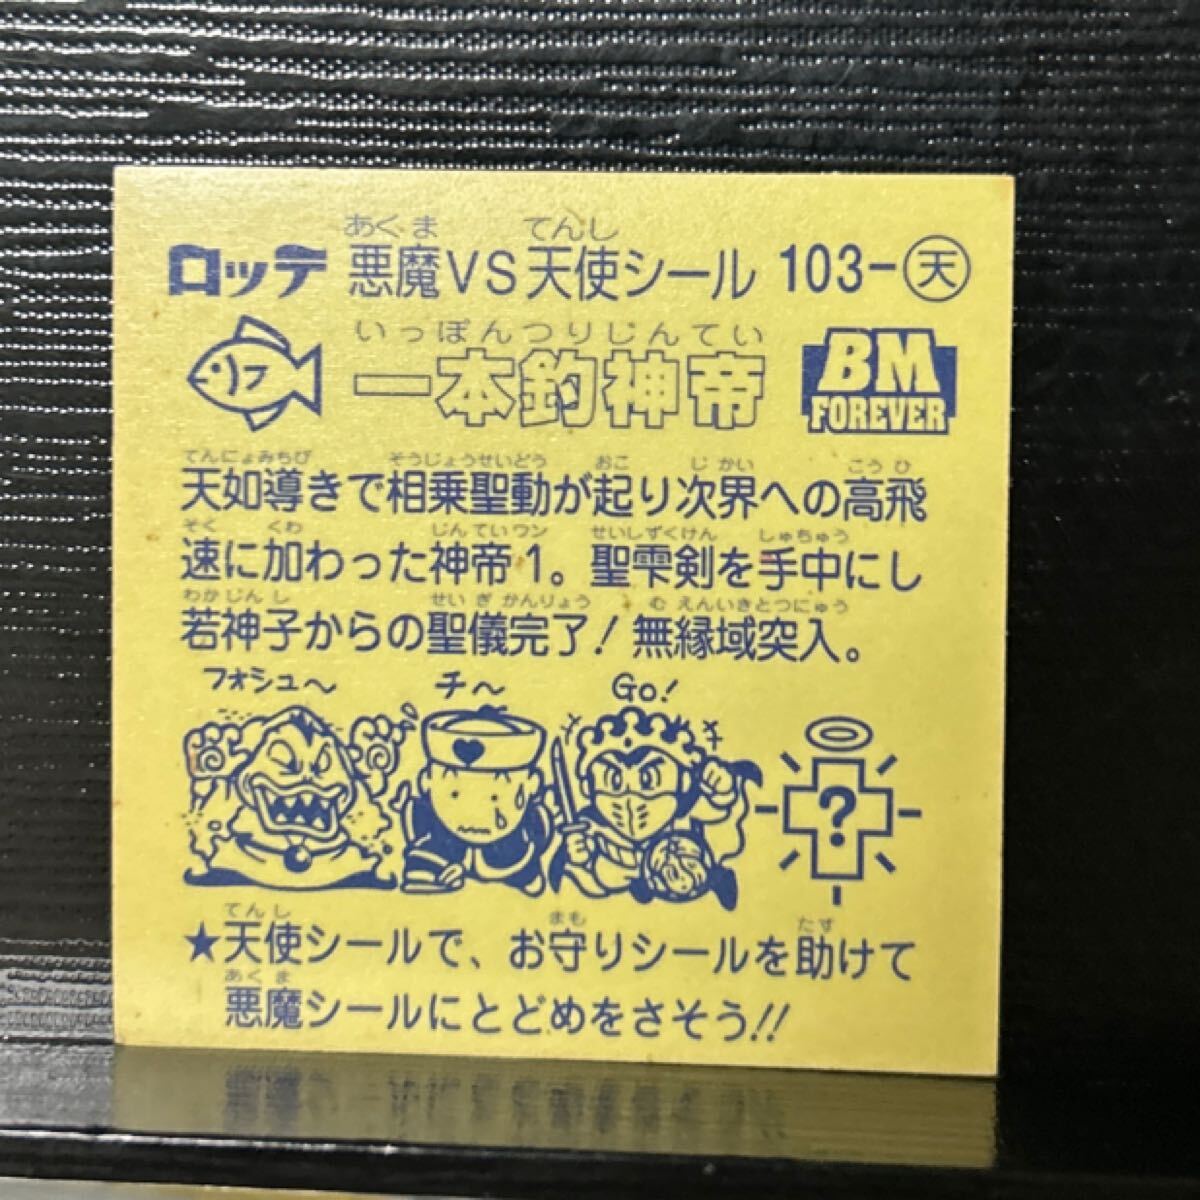 あくま てんし
ロッテ 悪魔VS天使シール 103-天
いっぽんつりじんてい
一本釣神帝
BM
FOREVER
てんにょみちび そうじょうせいどう おこ じかい こうひ
天如導きで相乗聖動が起り次界への高飛
そく くわ じんていワン せいしずくけん しゅちゅう
速に加わった神帝1。聖雫剣を手中にし
わかじんし せいぎかんりょう むえんいきとつにゅう
若神子からの聖儀完了!無縁域突入。
フォシュ〜 チ〜 Go!
?
てんし まも たす
★天使シールで、お守りシールを助けて
あくま
悪魔シールにとどめをさそう!!